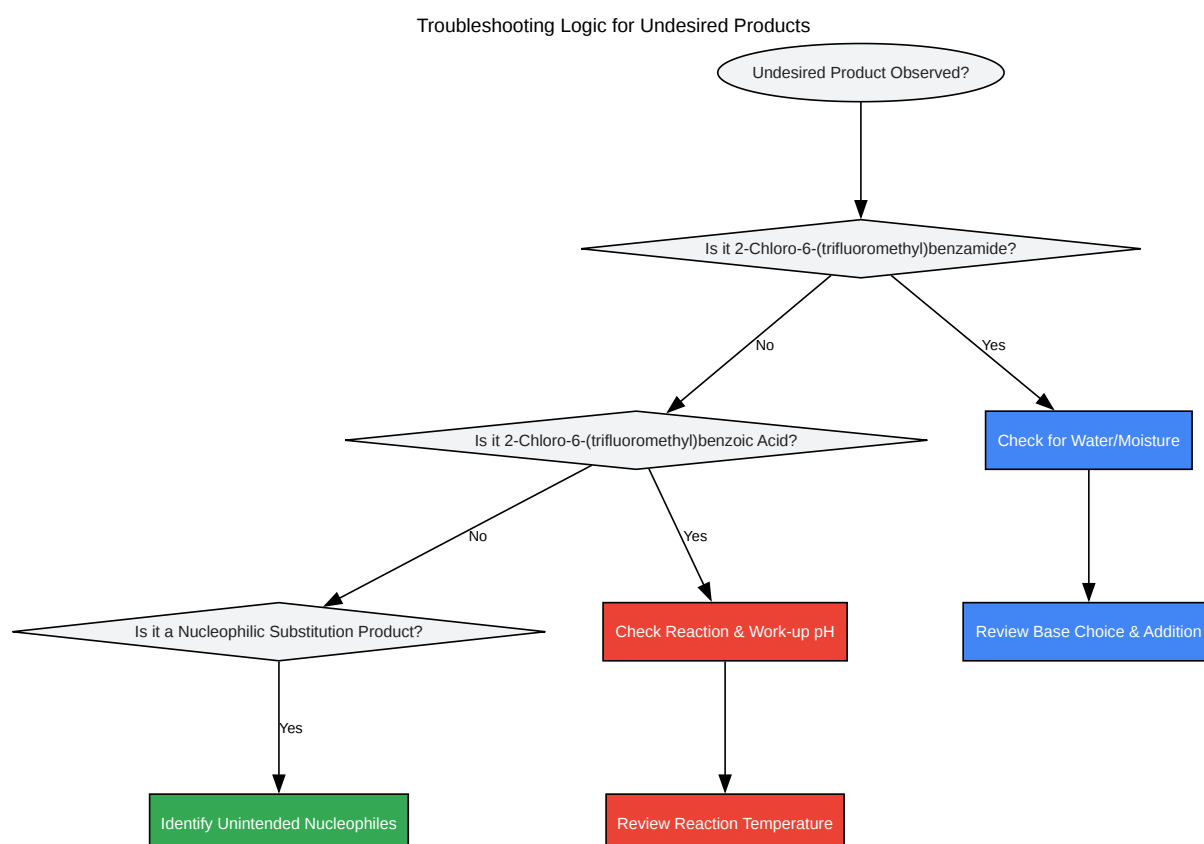 Troubleshooting Logic for Undesired Products
Undesired Product Observed?
Is it 2-Chloro-6-(trifluoromethyl)benzamide?
No
Yes
Is it 2-Chloro-6-(trifluoromethyl)benzoic Acid?
Check for Water/Moisture
No
Yes
Is it a Nucleophilic Substitution Product?
Check Reaction & Work-up pH
Review Base Choice & Addition
Yes
Identify Unintended Nucleophiles
Review Reaction Temperature